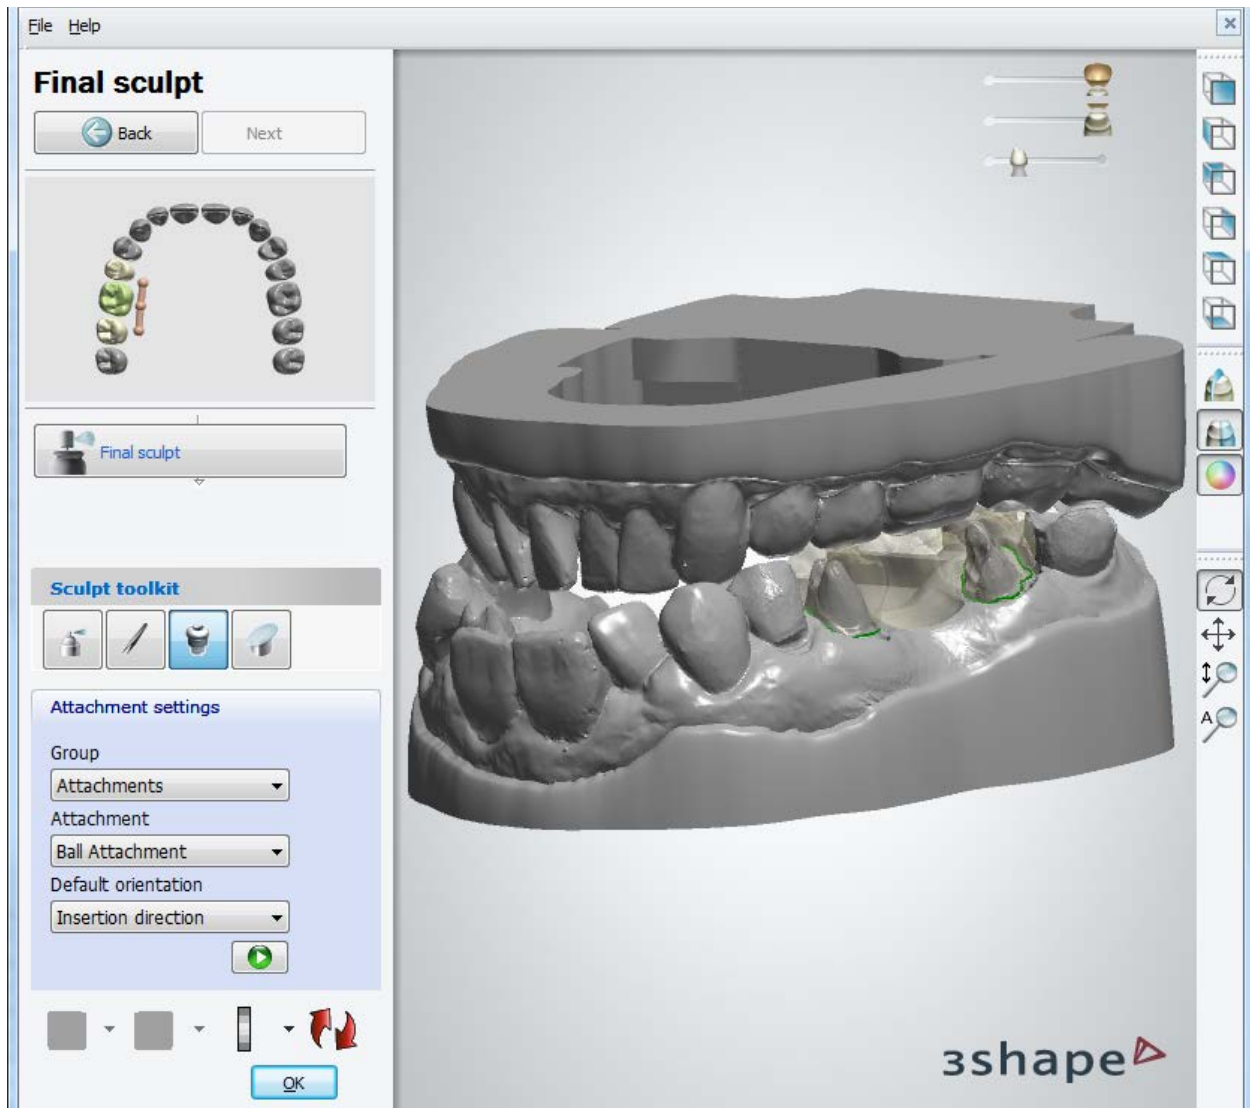 File Help
Final sculpt
Back Next
Final sculpt
Sculpt toolkit
Attachment settings
Group
Attachments
Attachment
Ball Attachment
Default orientation
Insertion direction
OK
A
3shape